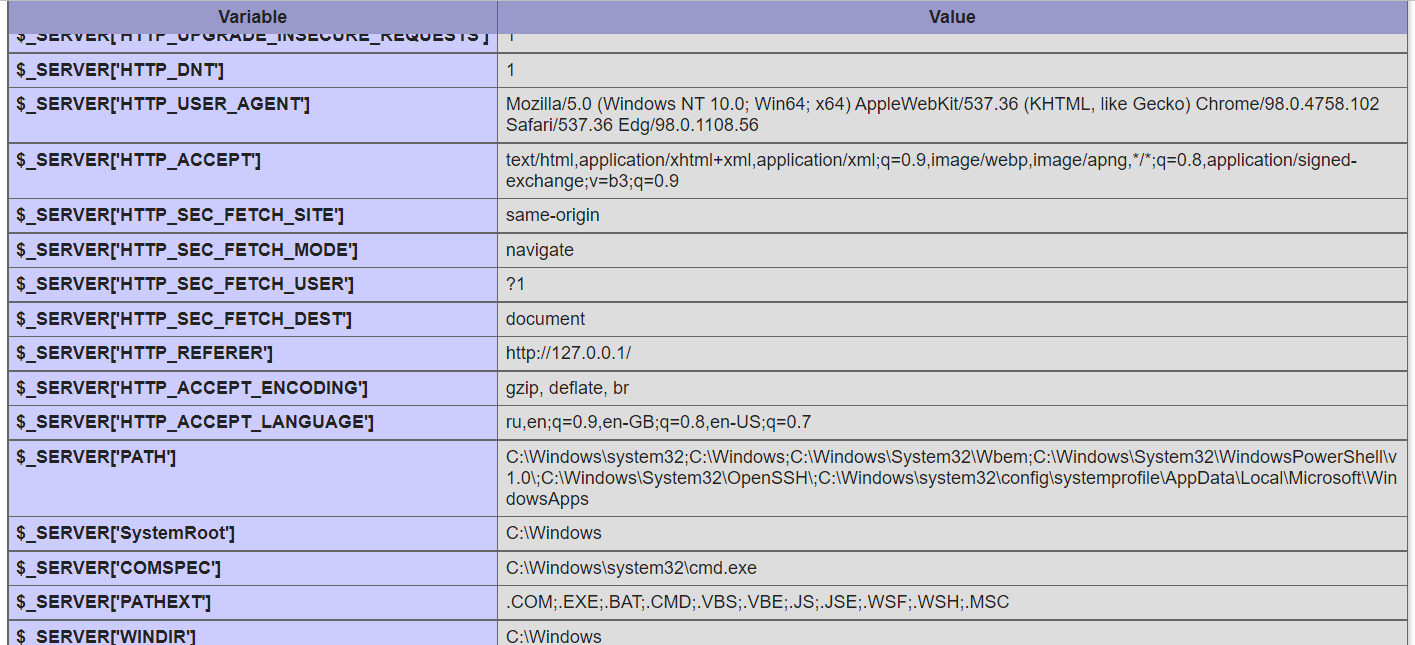 Variable Value
$_SERVER['HTTP_UPGRADE_INSECURE_REQUESTS'] 1
$_SERVER['HTTP_DNT'] 1
$_SERVER['HTTP_USER_AGENT'] Mozilla/5.0 (Windows NT 10.0; Win64; x64) AppleWebKit/537.36 (KHTML, like Gecko) Chrome/98.0.4758.102
Safari/537.36 Edg/98.0.1108.56
$_SERVER['HTTP_ACCEPT'] text/html,application/xhtml+xml,application/xml;q=0.9,image/webp,image/apng,*/*;q=0.8,application/signed-
exchange;v=b3;q=0.9
$_SERVER['HTTP_SEC_FETCH_SITE'] same-origin
$_SERVER['HTTP_SEC_FETCH_MODE'] navigate
$_SERVER['HTTP_SEC_FETCH_USER'] ?1
$_SERVER['HTTP_SEC_FETCH_DEST'] document
$_SERVER['HTTP_REFERER'] http://127.0.0.1/
$_SERVER['HTTP_ACCEPT_ENCODING'] gzip, deflate, br
$_SERVER['HTTP_ACCEPT_LANGUAGE'] ru,en;q=0.9,en-GB;q=0.8,en-US;q=0.7
$_SERVER['PATH'] C:\Windows\system32;C:\Windows;C:\Windows\System32\Wbem;C:\Windows\System32\WindowsPowerShell\v
1.0\;C:\Windows\System32\OpenSSH\;C:\Windows\system32\config\systemprofile\AppData\Local\Microsoft\Win
dowsApps
$_SERVER['SystemRoot'] C:\Windows
$_SERVER['COMSPEC'] C:\Windows\system32\cmd.exe
$_SERVER['PATHEXT'] .COM;.EXE;.BAT;.CMD;.VBS;.VBE;.JS;.JSE;.WSF;.WSH;.MSC
$_SERVER['WINDIR'] C:\Windows